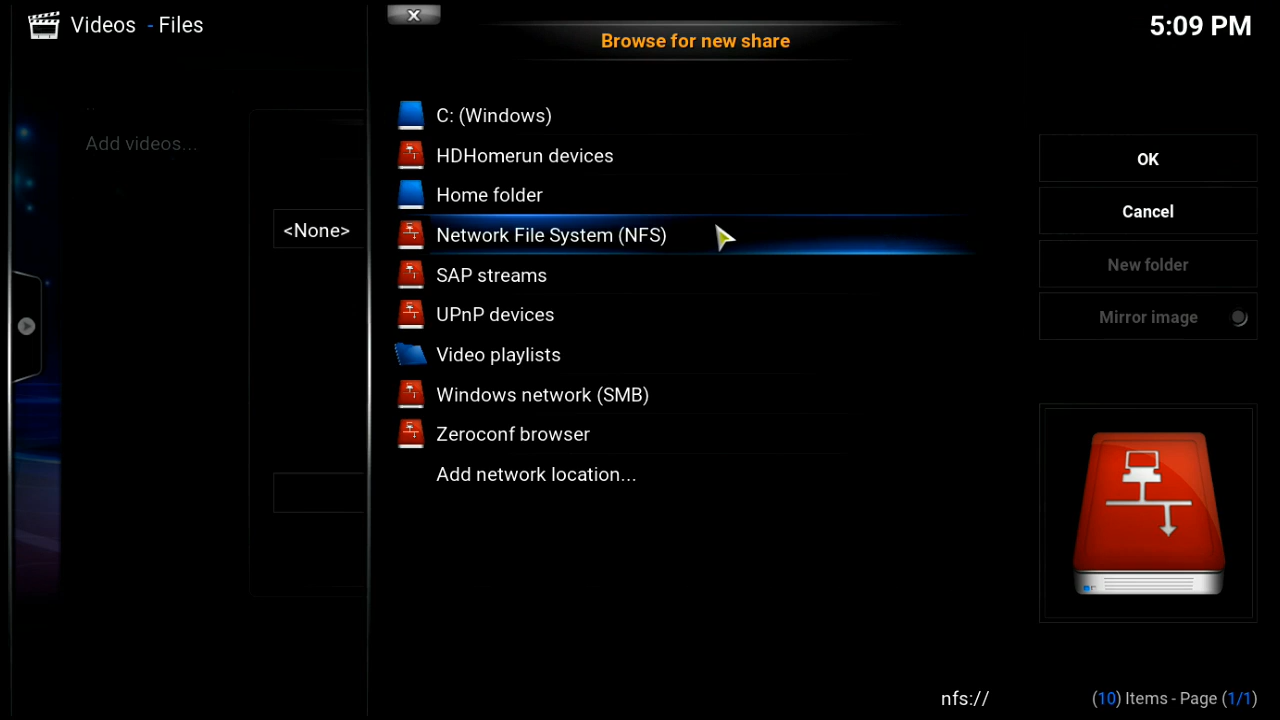 Videos - Files
x
Browse for new share
5:09 PM
..
Add videos...
<None>
C: (Windows)
HDHomerun devices
Home folder
Network File System (NFS)
SAP streams
UPnP devices
Video playlists
Windows network (SMB)
Zeroconf browser
Add network location...
OK
Cancel
New folder
Mirror image
nfs://
(10) Items - Page (1/1)